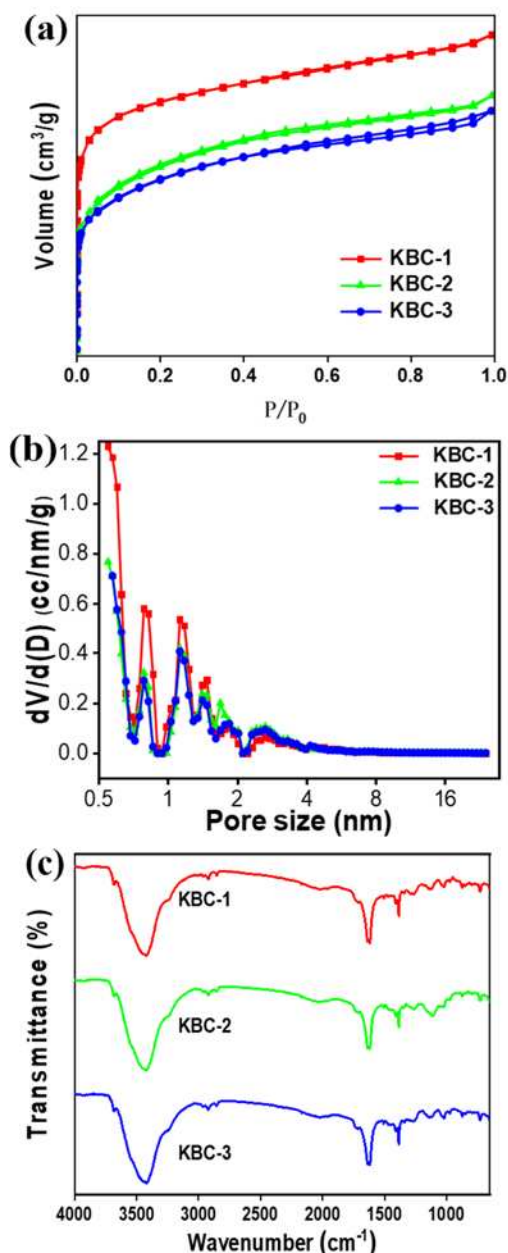 (a)
Volume (cm³/g)
KBC-1
KBC-2
KBC-3
0.0 0.2 0.4 0.6 0.8 1.0
P/P₀
(b)
dV/d(D) (cc/nm/g)
1.2
0.8
0.6
0.4
0.2
0.0
KBC-1
KBC-2
KBC-3
0.5 1 2 4 8 16
Pore size (nm)
(c)
Transmittance (%)
KBC-1
KBC-2
KBC-3
4000 3500 3000 2500 2000 1500 1000
Wavenumber (cm⁻¹)